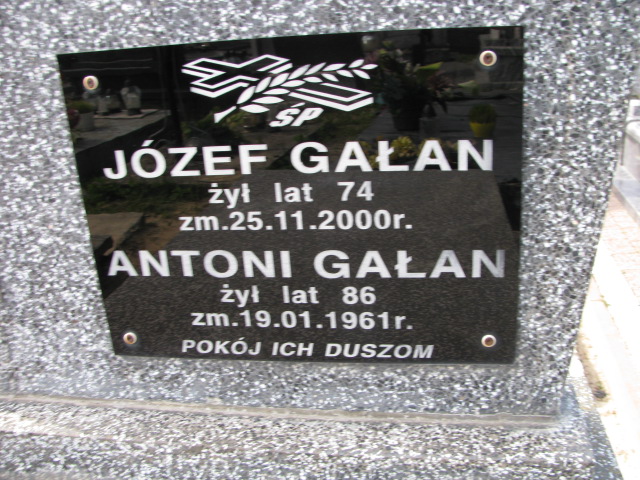 ŚP
JÓZEF GAŁAN
żył lat 74
zm.25.11.2000r.
ANTONI GAŁAN
żył lat 86
zm.19.01.1961r.
POKÓJ ICH DUSZOM